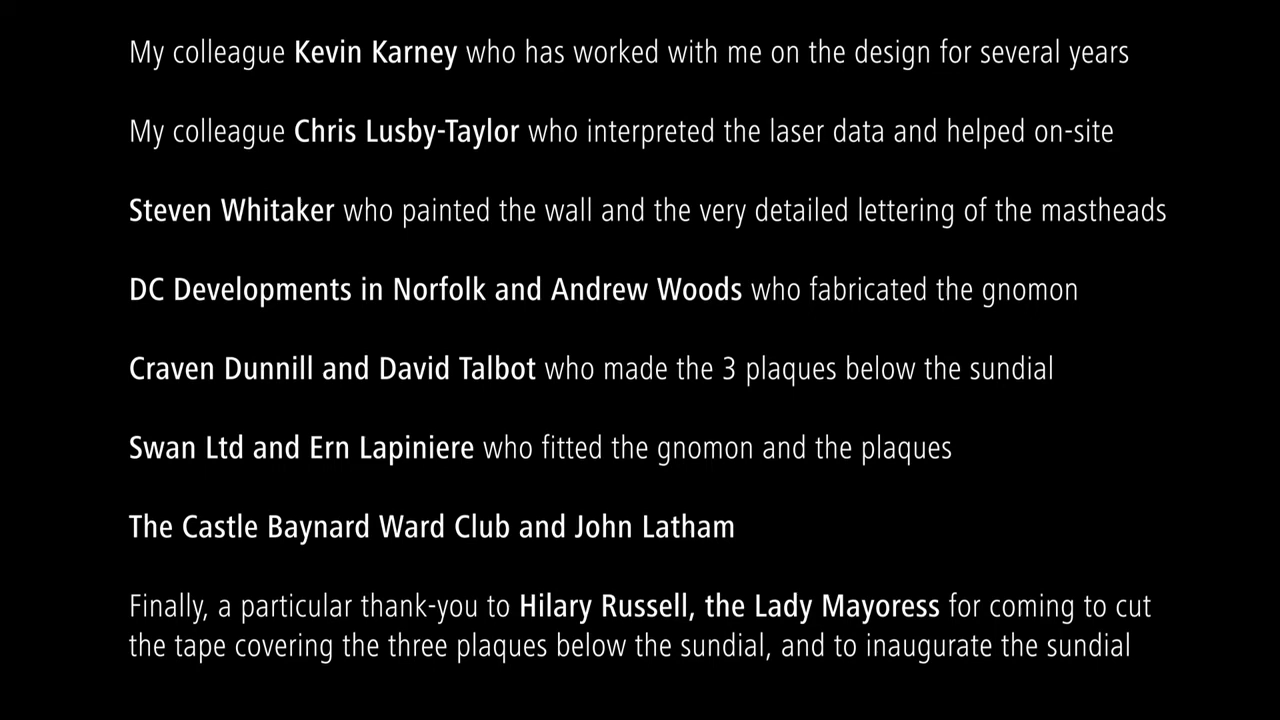 My colleague Kevin Karney who has worked with me on the design for several years
My colleague Chris Lusby-Taylor who interpreted the laser data and helped on-site
Steven Whitaker who painted the wall and the very detailed lettering of the mastheads
DC Developments in Norfolk and Andrew Woods who fabricated the gnomon
Craven Dunnill and David Talbot who made the 3 plaques below the sundial
Swan Ltd and Ern Lapiniere who fitted the gnomon and the plaques
The Castle Baynard Ward Club and John Latham
Finally, a particular thank-you to Hilary Russell, the Lady Mayoress for coming to cut
the tape covering the three plaques below the sundial, and to inaugurate the sundial